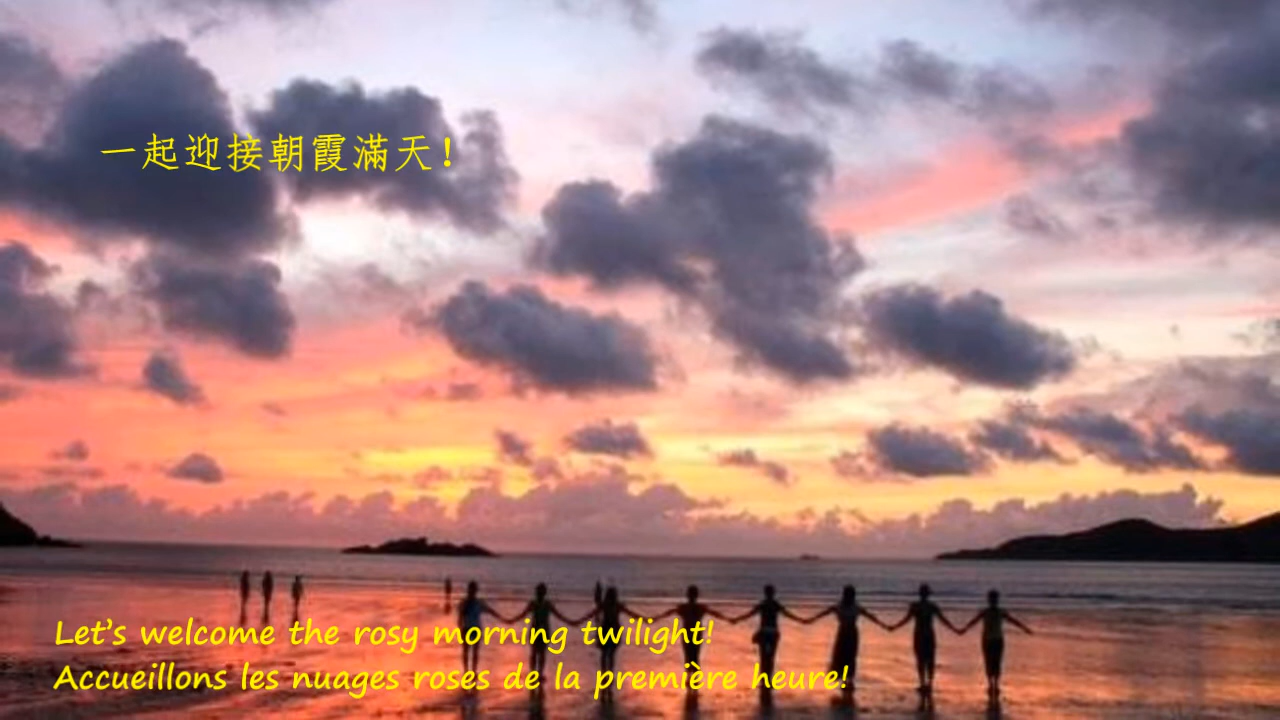 一起迎接朝霞滿天！
Let's welcome the rosy morning twilight!
Accueillons les nuages roses de la première heure!